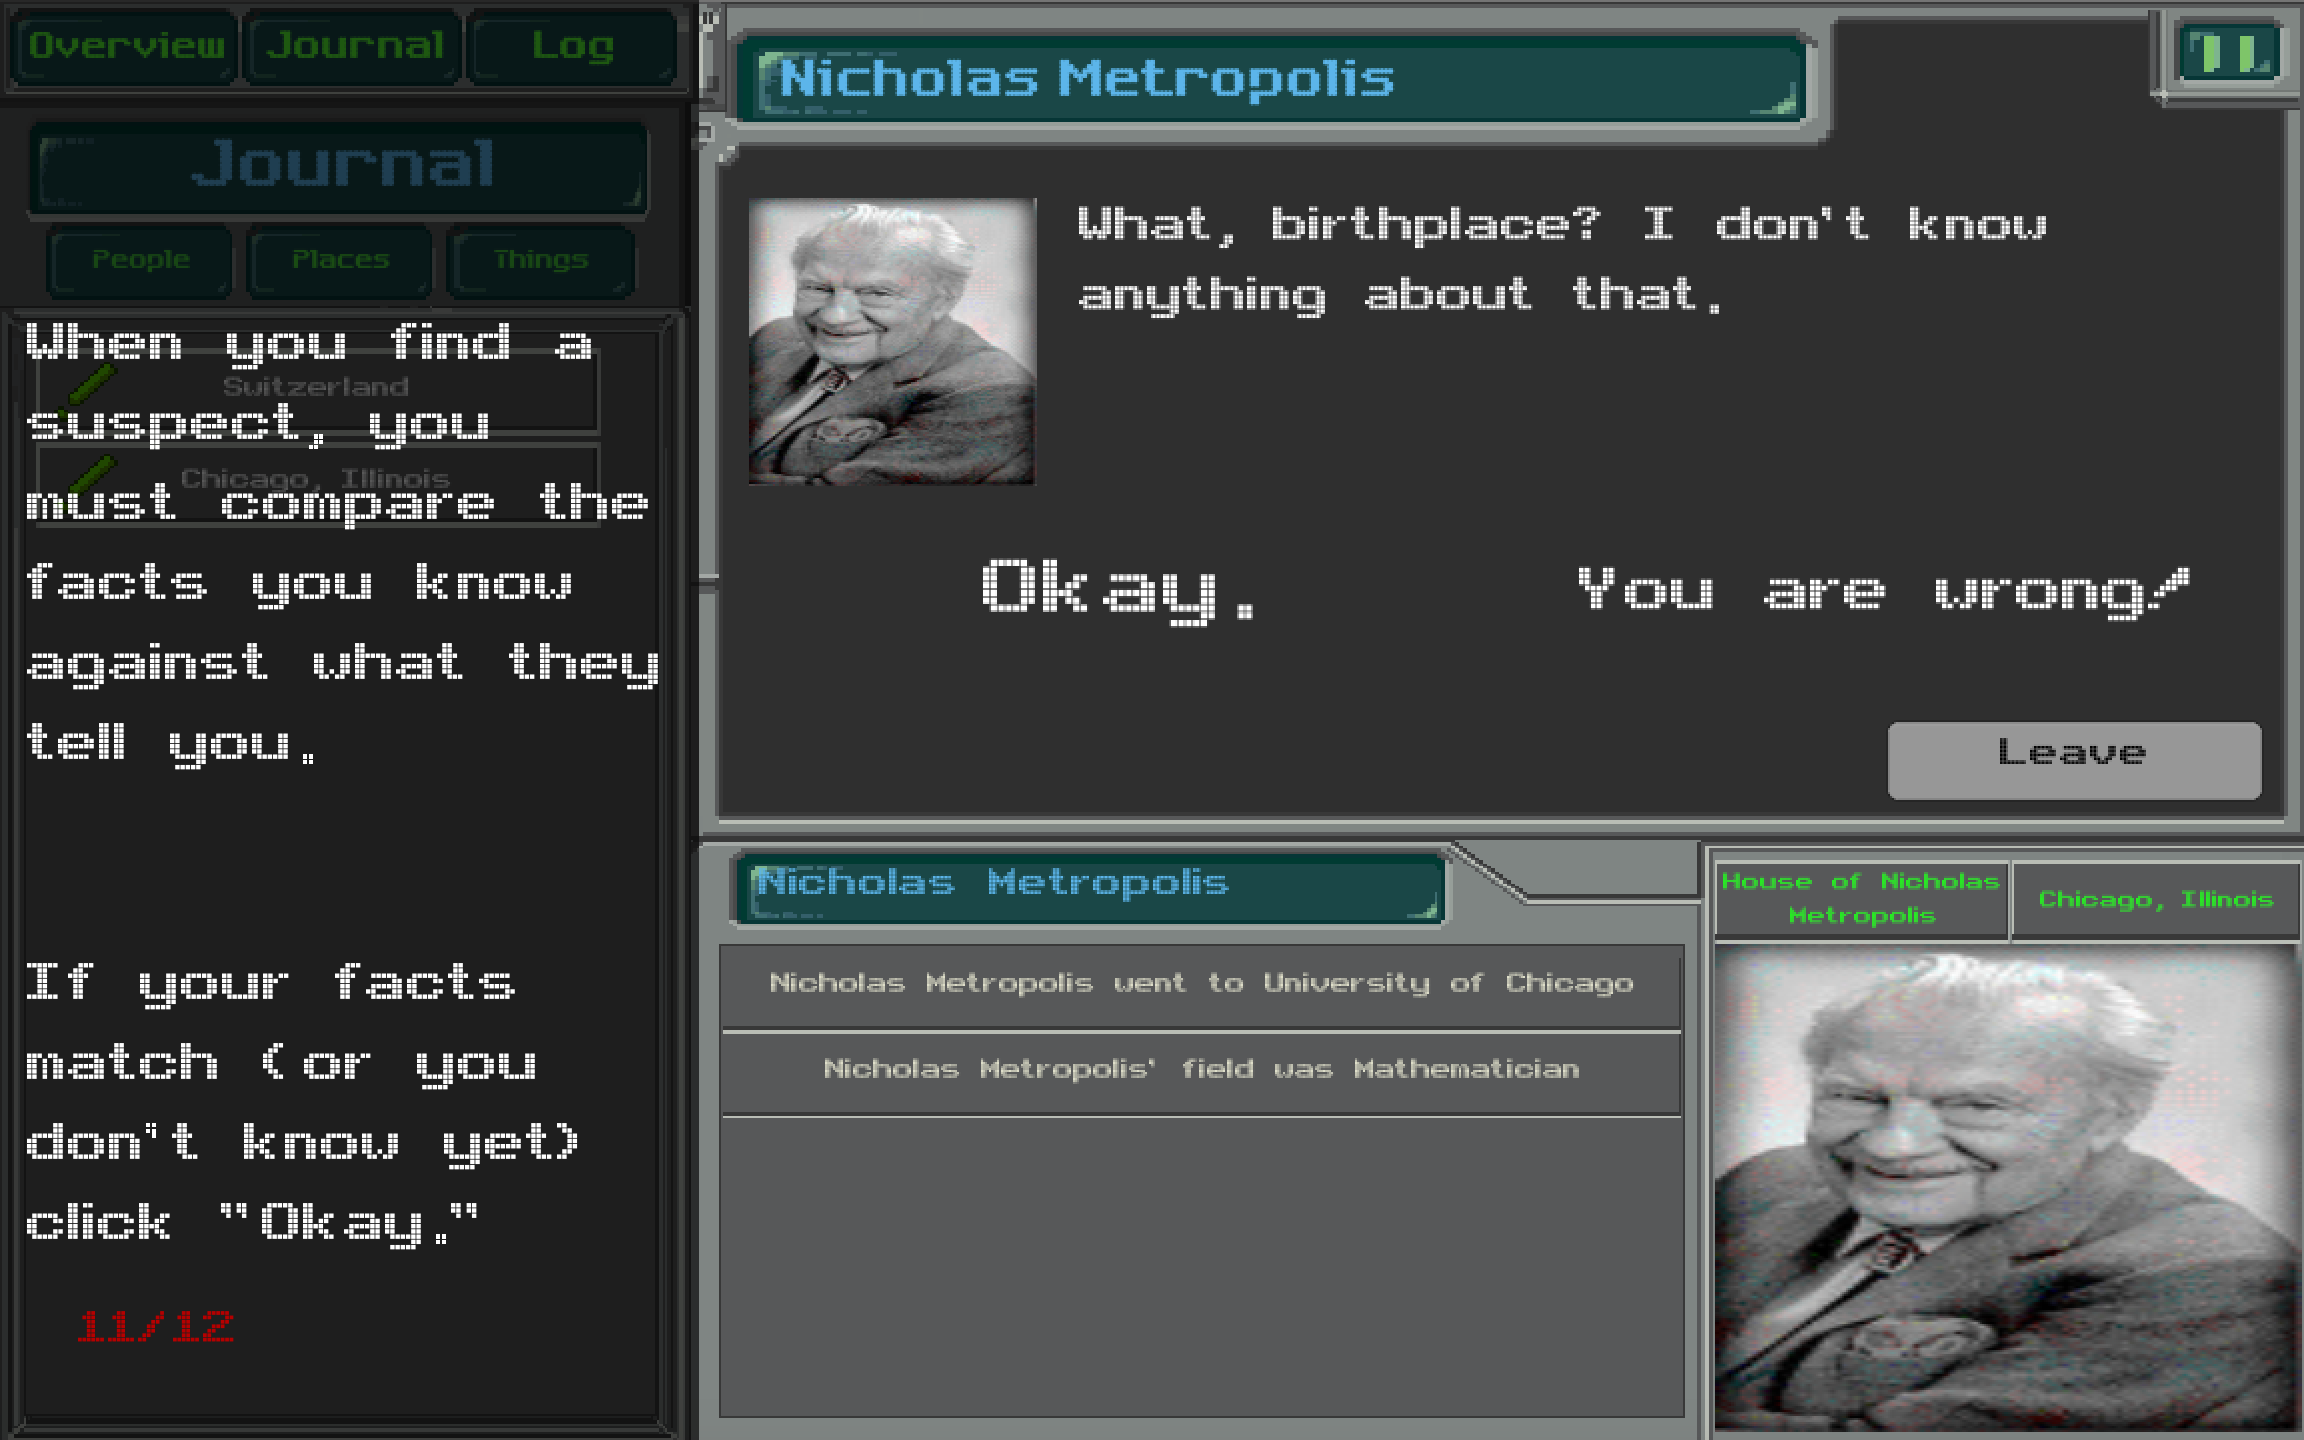 Overview Journal Log
Journal
People Places Things
Switzerland
Chicago, Illinois
When you find a
suspect, you
must compare the
facts you know
against what they
tell you.
If your facts
match (or you
don't know yet)
click "Okay."
11/12
Nicholas Metropolis
What, birthplace? I don't know
anything about that.
Okay. You are wrong!
Leave
Nicholas Metropolis
Nicholas Metropolis went to University of Chicago
Nicholas Metropolis' field was Mathematician
House of Nicholas
Metropolis
Chicago, Illinois